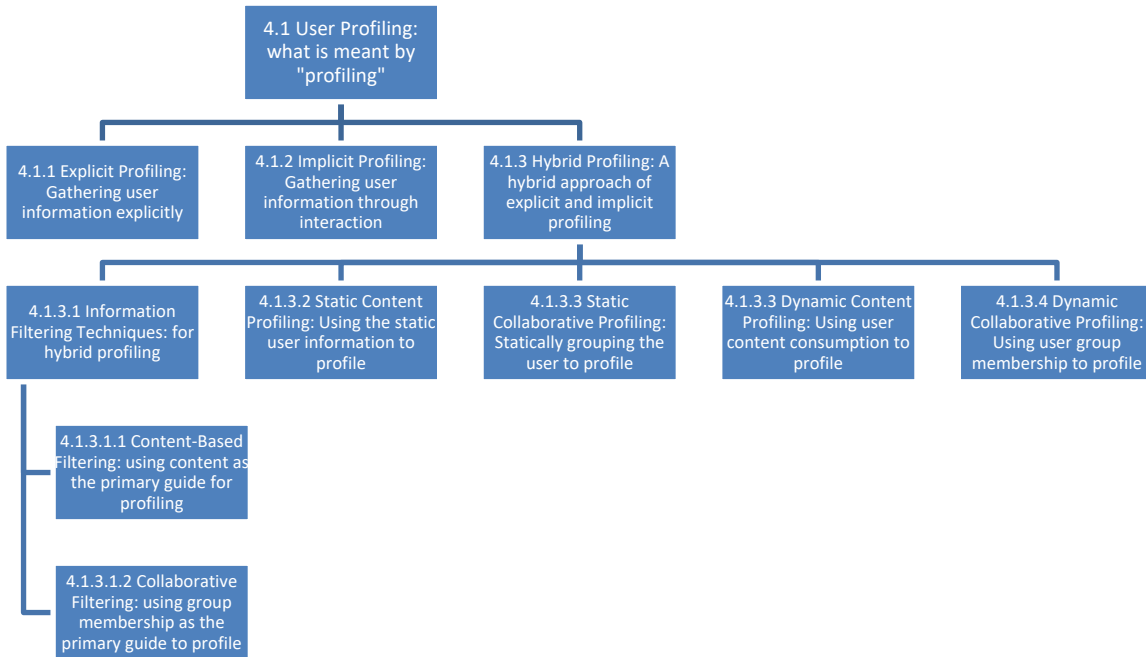 4.1 User Profiling:
what is meant by
"profiling"
4.1.1 Explicit Profiling:
Gathering user
information explicitly
4.1.2 Implicit Profiling:
Gathering user
information through
interaction
4.1.3 Hybrid Profiling: A
hybrid approach of
explicit and implicit
profiling
4.1.3.1 Information
Filtering Techniques: for
hybrid profiling
4.1.3.2 Static Content
Profiling: Using the static
user information to
profile
4.1.3.3 Static
Collaborative Profiling:
Statically grouping the
user to profile
4.1.3.3 Dynamic Content
Profiling: Using user
content consumption to
profile
4.1.3.4 Dynamic
Collaborative Profiling:
Using user group
membership to profile
4.1.3.1.1 Content-Based
Filtering: using content as
the primary guide for
profiling
4.1.3.1.2 Collaborative
Filtering: using group
membership as the
primary guide to profile